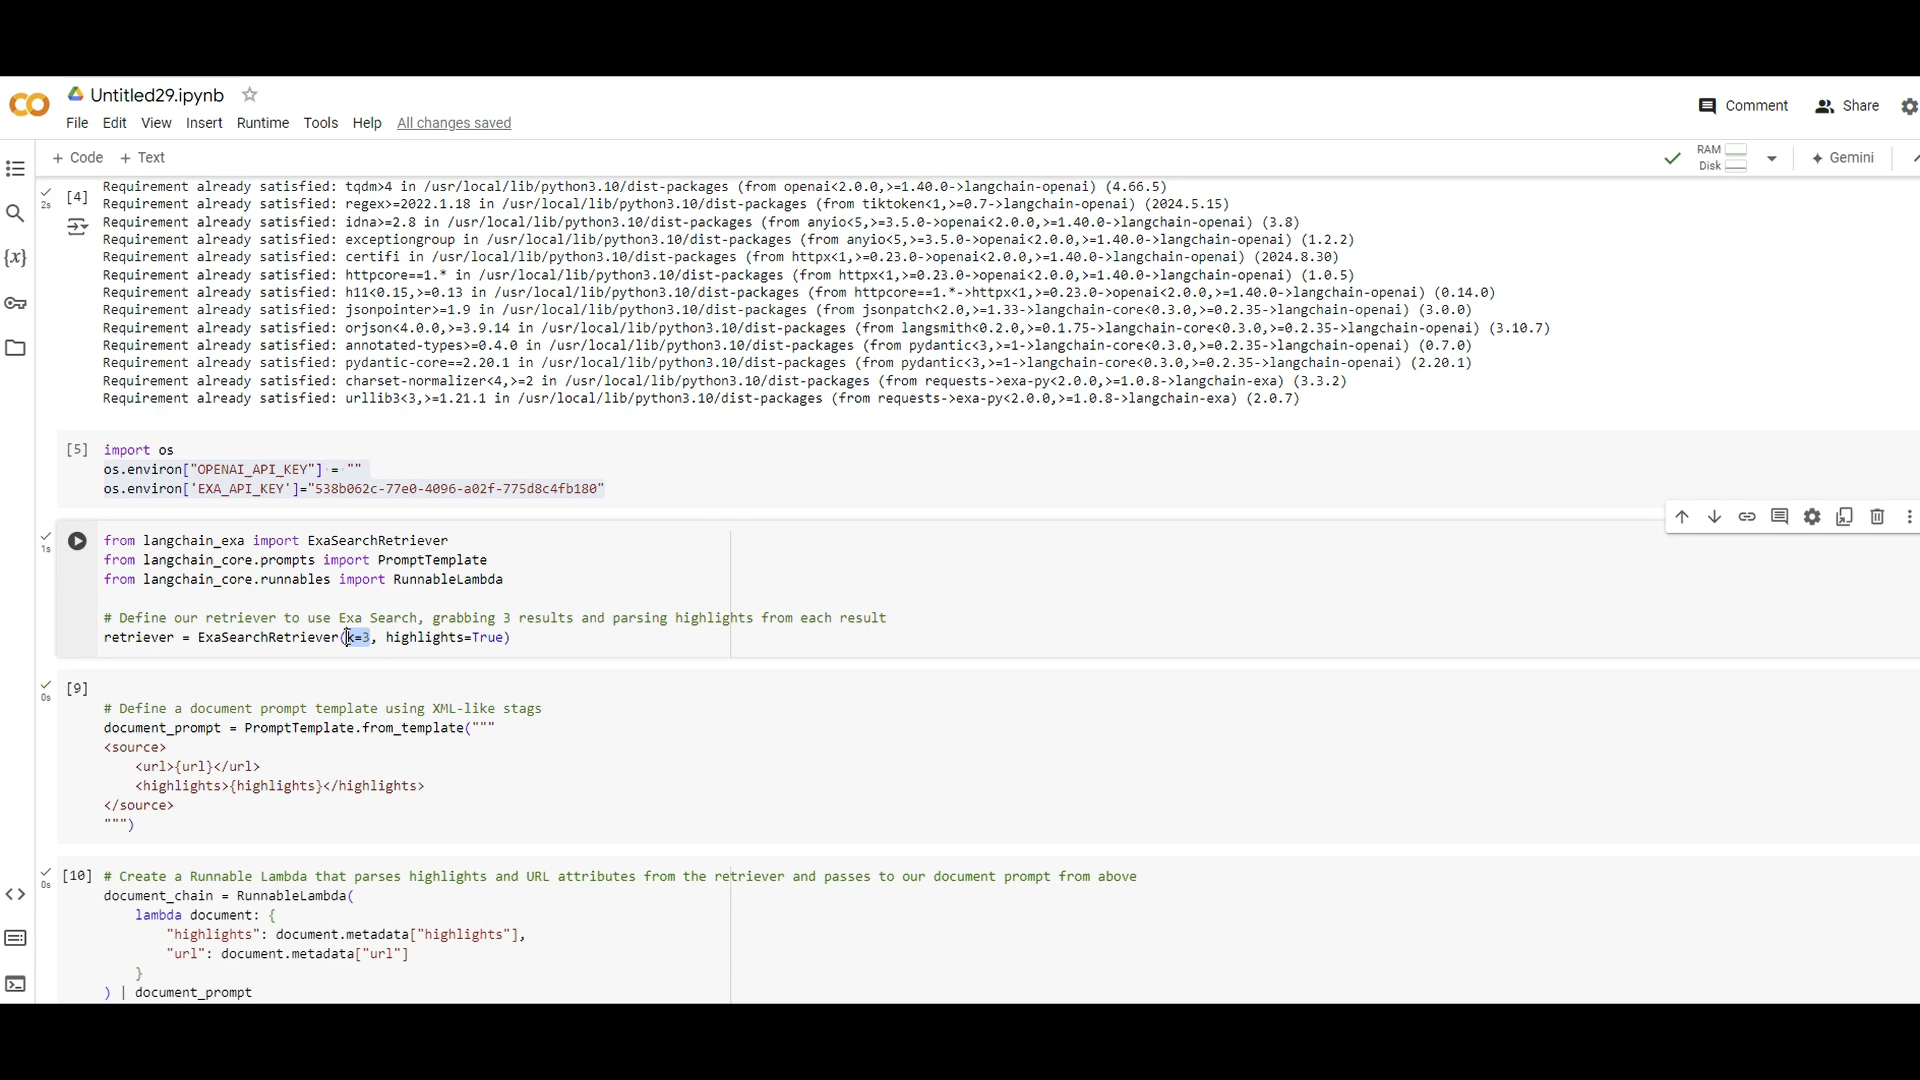 Untitled29.ipynb
Comment
Share
File Edit View Insert Runtime Tools Help All changes saved
+ Code + Text
RAM
Disk
Gemini
2s
[4]
Requirement already satisfied: tqdm>4 in /usr/local/lib/python3.10/dist-packages (from openai<2.0.0,>=1.40.0->langchain-openai) (4.66.5)
Requirement already satisfied: regex>=2022.1.18 in /usr/local/lib/python3.10/dist-packages (from tiktoken<1,>=0.7->langchain-openai) (2024.5.15)
Requirement already satisfied: idna>=2.8 in /usr/local/lib/python3.10/dist-packages (from anyio<5,>=3.5.0->openai<2.0.0,>=1.40.0->langchain-openai) (3.8)
Requirement already satisfied: exceptiongroup in /usr/local/lib/python3.10/dist-packages (from anyio<5,>=3.5.0->openai<2.0.0,>=1.40.0->langchain-openai) (1.2.2)
Requirement already satisfied: certifi in /usr/local/lib/python3.10/dist-packages (from httpx<1,>=0.23.0->openai<2.0.0,>=1.40.0->langchain-openai) (2024.8.30)
Requirement already satisfied: httpcore==1.* in /usr/local/lib/python3.10/dist-packages (from httpx<1,>=0.23.0->openai<2.0.0,>=1.40.0->langchain-openai) (1.0.5)
Requirement already satisfied: h11<0.15,>=0.13 in /usr/local/lib/python3.10/dist-packages (from httpcore==1.*->httpx<1,>=0.23.0->openai<2.0.0,>=1.40.0->langchain-openai) (0.14.0)
Requirement already satisfied: jsonpointer>=1.9 in /usr/local/lib/python3.10/dist-packages (from jsonpatch<2.0,>=1.33->langchain-core<0.3.0,>=0.2.35->langchain-openai) (3.0.0)
Requirement already satisfied: orjson<4.0.0,>=3.9.14 in /usr/local/lib/python3.10/dist-packages (from langsmith<0.2.0,>=0.1.75->langchain-core<0.3.0,>=0.2.35->langchain-openai) (3.10.7)
Requirement already satisfied: annotated-types>=0.4.0 in /usr/local/lib/python3.10/dist-packages (from pydantic<3,>=1->langchain-core<0.3.0,>=0.2.35->langchain-openai) (0.7.0)
Requirement already satisfied: pydantic-core==2.20.1 in /usr/local/lib/python3.10/dist-packages (from pydantic<3,>=1->langchain-core<0.3.0,>=0.2.35->langchain-openai) (2.20.1)
Requirement already satisfied: charset-normalizer<4,>=2 in /usr/local/lib/python3.10/dist-packages (from requests->exa-py<2.0.0,>=1.0.8->langchain-exa) (3.3.2)
Requirement already satisfied: urllib3<3,>=1.21.1 in /usr/local/lib/python3.10/dist-packages (from requests->exa-py<2.0.0,>=1.0.8->langchain-exa) (2.0.7)
[5]
import os
os.environ["OPENAI_API_KEY"] = ""
os.environ['EXA_API_KEY']="538b062c-77e0-4096-a02f-775d8c4fb180"
1s
from langchain_exa import ExaSearchRetriever
from langchain_core.prompts import PromptTemplate
from langchain_core.runnables import RunnableLambda
# Define our retriever to use Exa Search, grabbing 3 results and parsing highlights from each result
retriever = ExaSearchRetriever(k=3, highlights=True)
0s
[9]
# Define a document prompt template using XML-like stags
document_prompt = PromptTemplate.from_template("""
<source>
<url>{url}</url>
<highlights>{highlights}</highlights>
</source>
""")
0s
[10]
# Create a Runnable Lambda that parses highlights and URL attributes from the retriever and passes to our document prompt from above
document_chain = RunnableLambda(
lambda document: {
"highlights": document.metadata["highlights"],
"url": document.metadata["url"]
}
) | document_prompt